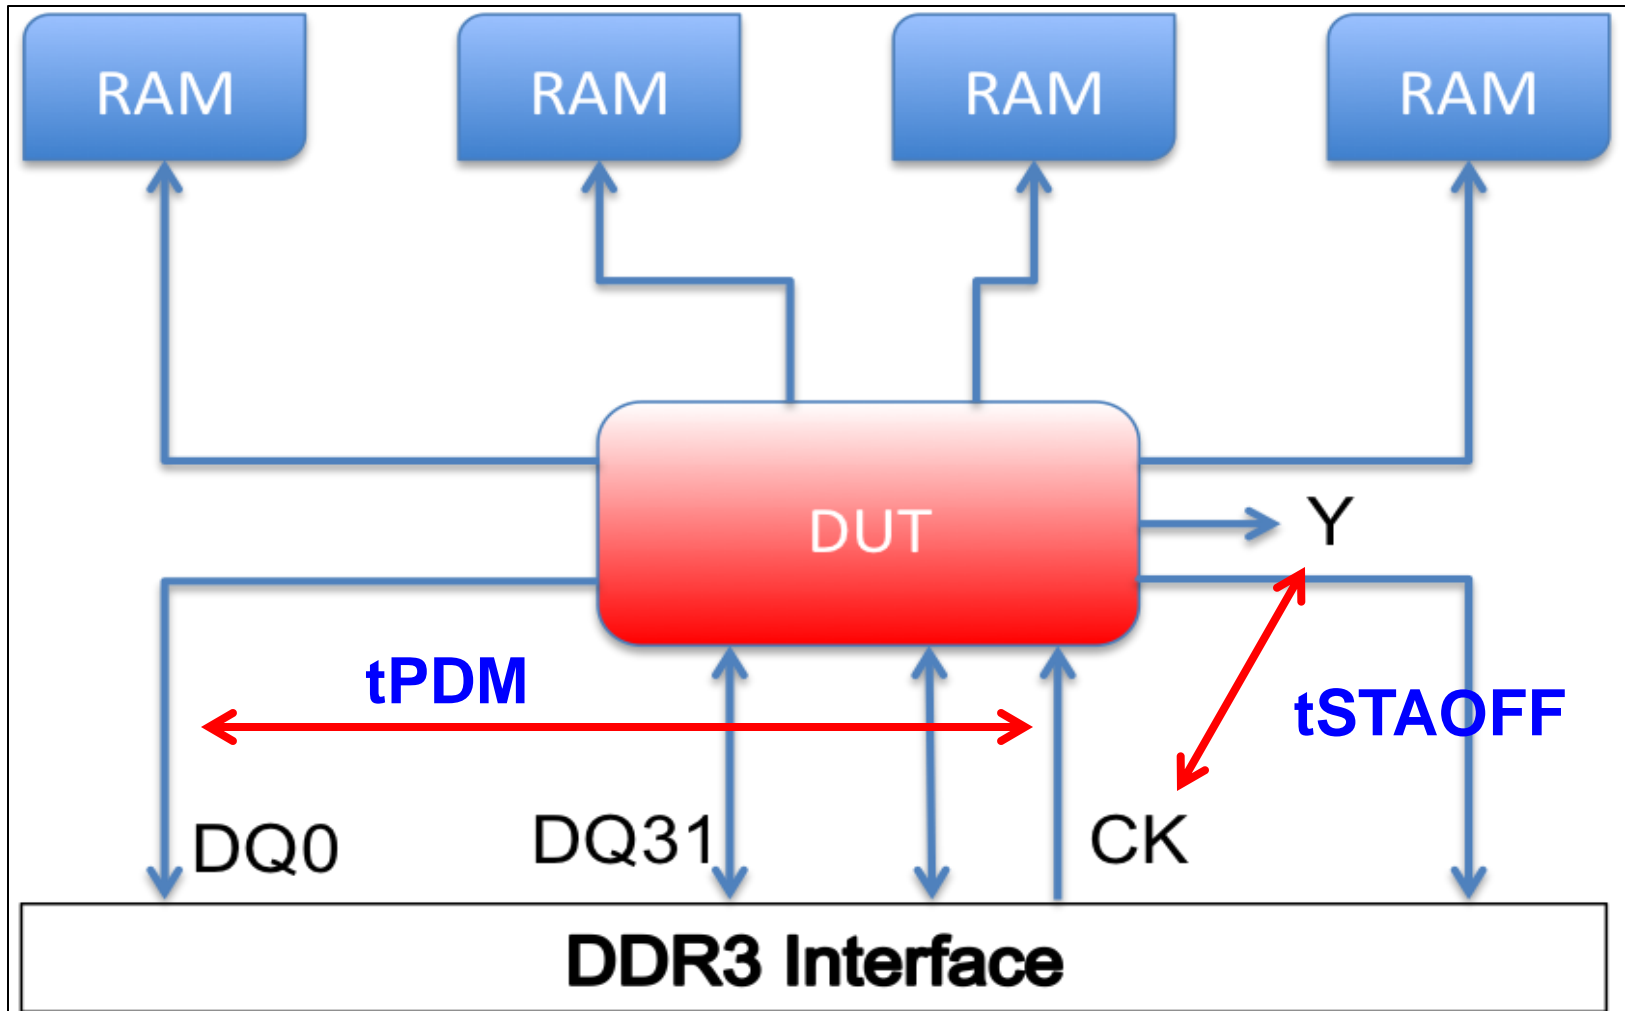 RAM
RAM
RAM
RAM
DUT
Y
tPDM
tSTAOFF
DQ0
DQ31
CK
DDR3 Interface